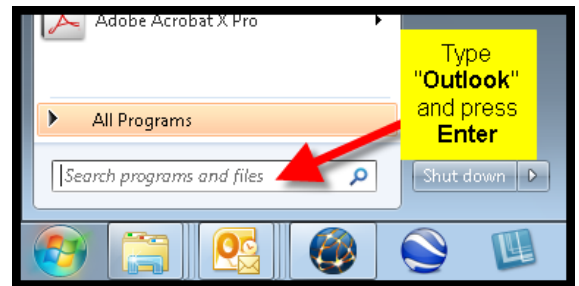 Adobe Acrobat X Pro
Type
"Outlook"
and press
Enter
All Programs
Search programs and files
Shut down